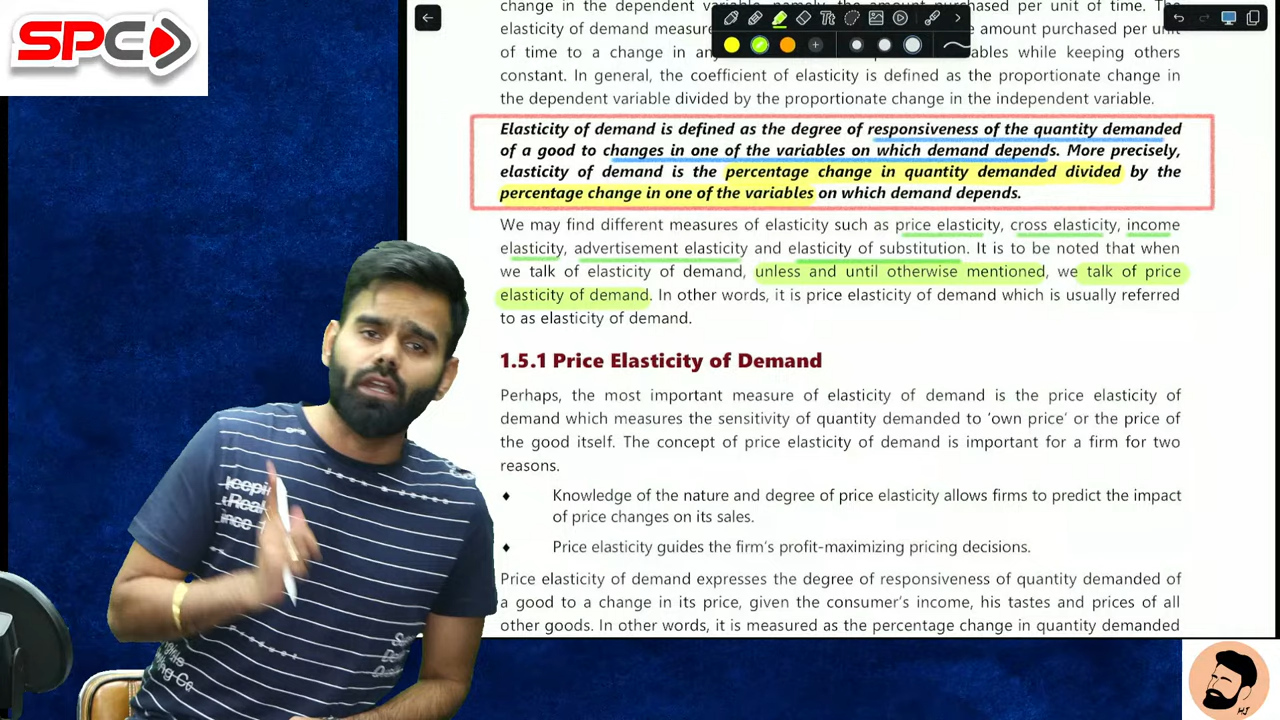 SPC
change in the dependent variable, namely, the amount purchased per unit of time. The
elasticity of demand measu amount purchased per unit
of time to a change in any ables while keeping others
constant. In general, the coefficient of elasticity is defined as the proportionate change in
the dependent variable divided by the proportionate change in the independent variable.
Elasticity of demand is defined as the degree of responsiveness of the quantity demanded
of a good to changes in one of the variables on which demand depends. More precisely,
elasticity of demand is the percentage change in quantity demanded divided by the
percentage change in one of the variables on which demand depends.
We may find different measures of elasticity such as price elasticity, cross elasticity, income
elasticity, advertisement elasticity and elasticity of substitution. It is to be noted that when
we talk of elasticity of demand, unless and until otherwise mentioned, we talk of price
elasticity of demand. In other words, it is price elasticity of demand which is usually referred
to as elasticity of demand.
1.5.1 Price Elasticity of Demand
Perhaps, the most important measure of elasticity of demand is the price elasticity of
demand which measures the sensitivity of quantity demanded to ‘own price’ or the price of
the good itself. The concept of price elasticity of demand is important for a firm for two
reasons.
Knowledge of the nature and degree of price elasticity allows firms to predict the impact
of price changes on its sales.
Price elasticity guides the firm’s profit-maximizing pricing decisions.
Price elasticity of demand expresses the degree of responsiveness of quantity demanded of
a good to a change in its price, given the consumer’s income, his tastes and prices of all
other goods. In other words, it is measured as the percentage change in quantity demanded
HJ